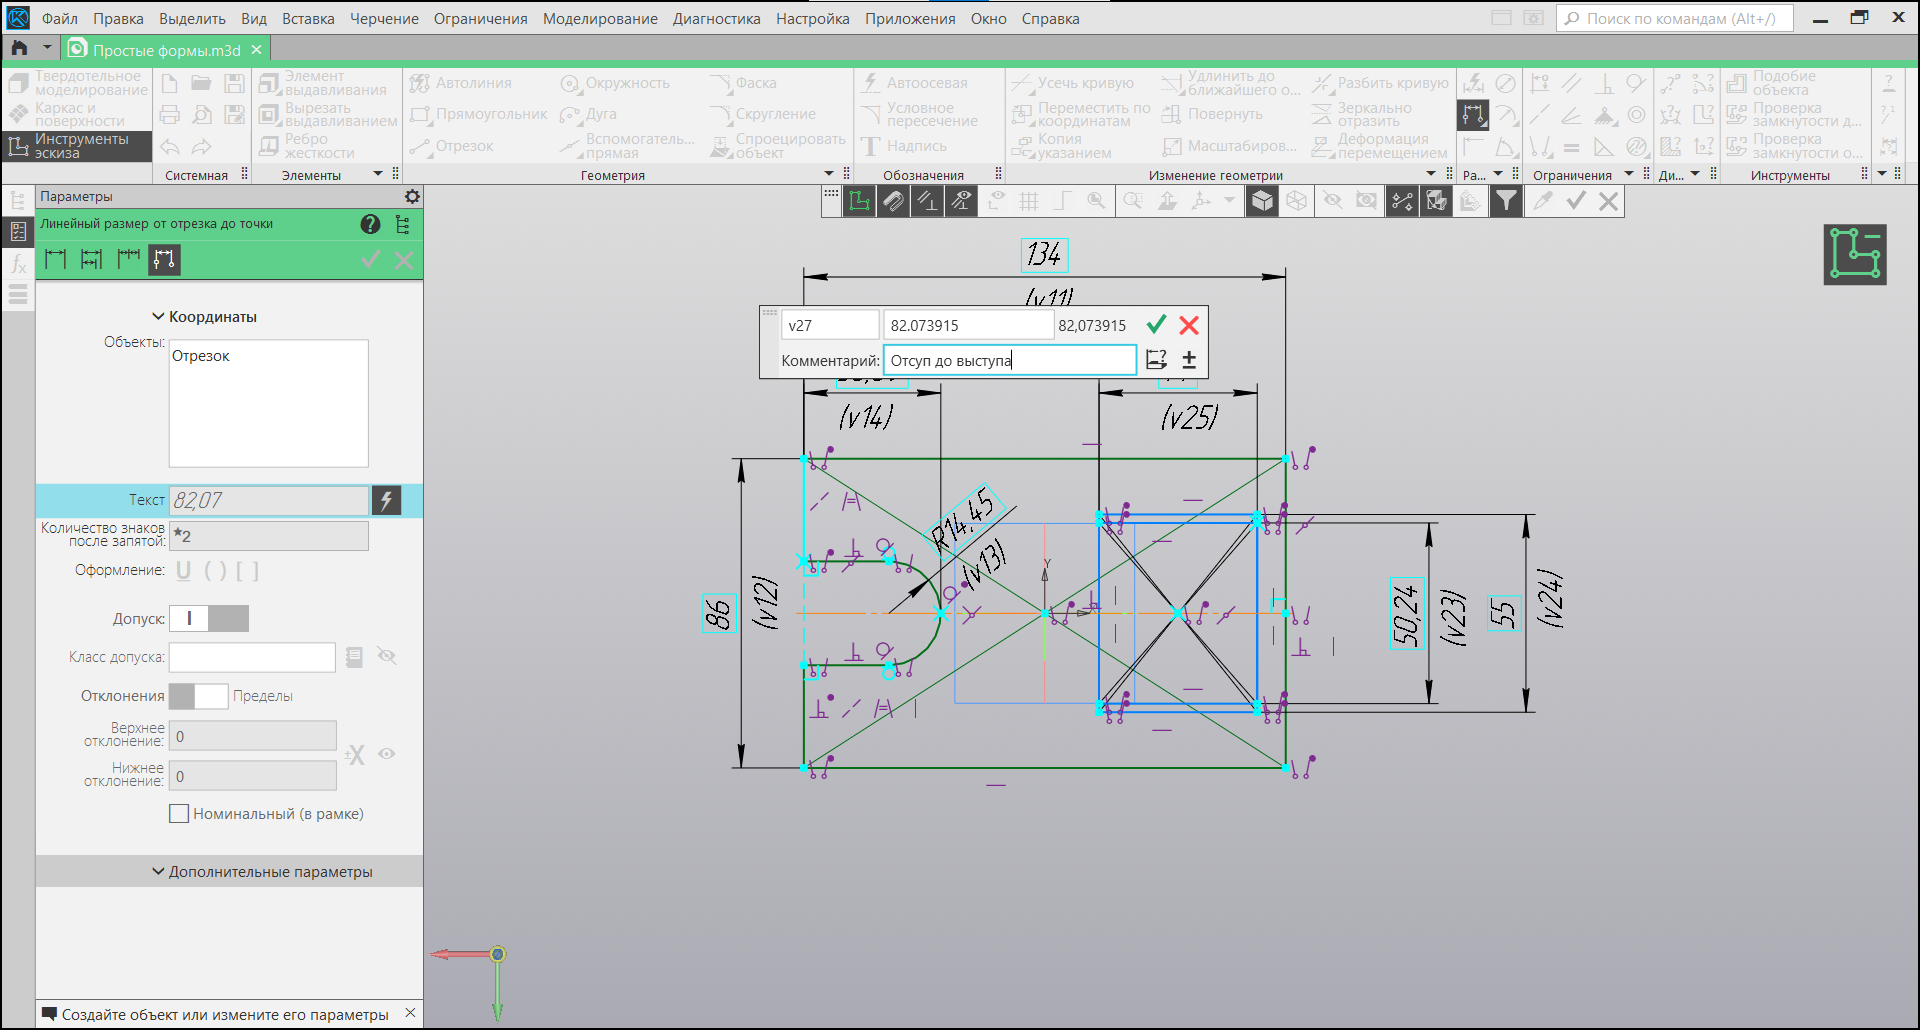 Файл Правка Выделить Вид Вставка Черчение Ограничения Моделирование Диагностика Настройка Приложения Окно Справка Поиск по командам (Alt+/)
Простые формы.m3d
Твердотельное моделирование
Каркас и поверхности
Инструменты эскиза
Системная
Элемент выдавливания
Вырезать выдавливанием
Ребро жесткости
Элементы
Автолиния Окружность Фаска
Прямоугольник Дуга Скругление
Отрезок Вспомогатель... прямая Спроецировать объект
Геометрия
Автоосевая
Условное пересечение
Надпись
Обозначения
Усечь кривую Удлинить до ближайшего о... Разбить кривую
Переместить по координатам Повернуть Зеркально отразить
Копия указанием Масштабиров... Деформация перемещением
Изменение геометрии
Ра...
Ограничения
Ди...
Подобие объекта
Проверка замкнутости д...
Проверка замкнутости о...
Инструменты
Параметры
Линейный размер от отрезка до точки
Координаты
Объекты:
Отрезок
Текст 82,07
Количество знаков после запятой: *2
Оформление: U ( ) [ ]
Допуск: I
Класс допуска:
Отклонения Пределы
Верхнее отклонение: 0
Нижнее отклонение: 0
±X
Номинальный (в рамке)
Дополнительные параметры
Создайте объект или измените его параметры
134
(v11)
v27 82.073915 82,073915
Комментарий: Отсуп до выступа
(v14)
(v25)
R14,45
(v13)
Y
86
(v12)
50,24
(v23)
55
(v24)